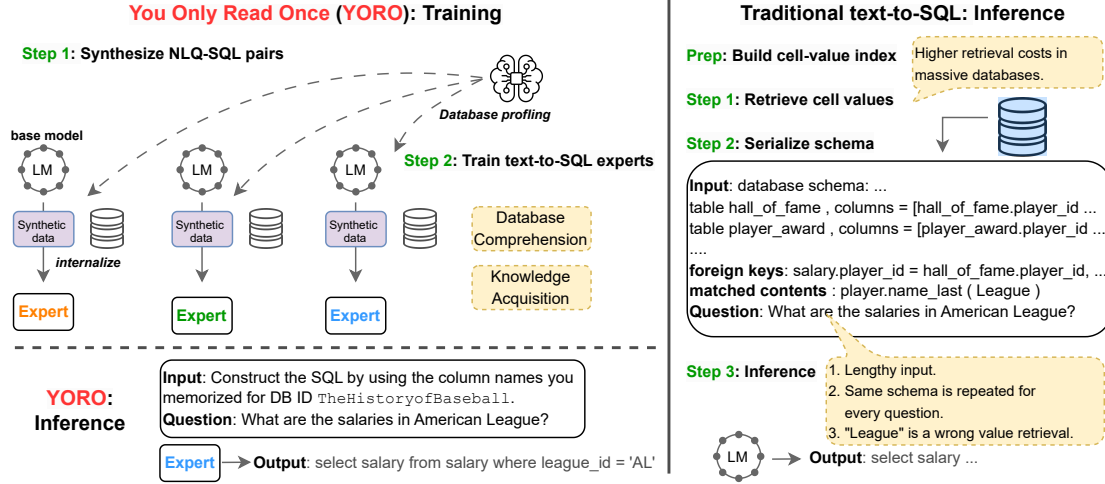 You Only Read Once (YORO): Training
Step 1: Synthesize NLQ-SQL pairs
Database profling
base model
LM
LM
LM
Step 2: Train text-to-SQL experts
Synthetic data
Synthetic data
Synthetic data
internalize
Database
Comprehension
Knowledge
Acquisition
Expert
Expert
Expert
YORO:
Inference
Input: Construct the SQL by using the column names you
memorized for DB ID TheHistoryofBaseball.
Question: What are the salaries in American League?
Expert
Output: select salary from salary where league_id = 'AL'
Traditional text-to-SQL: Inference
Prep: Build cell-value index
Higher retrieval costs in
massive databases.
Step 1: Retrieve cell values
Step 2: Serialize schema
Input: database schema: ...
table hall_of_fame , columns = [hall_of_fame.player_id ...
table player_award , columns = [player_award.player_id ...
....
foreign keys: salary.player_id = hall_of_fame.player_id, ...
matched contents : player.name_last ( League )
Question: What are the salaries in American League?
Step 3: Inference
1. Lengthy input.
2. Same schema is repeated for
every question.
3. "League" is a wrong value retrieval.
LM
Output: select salary ...